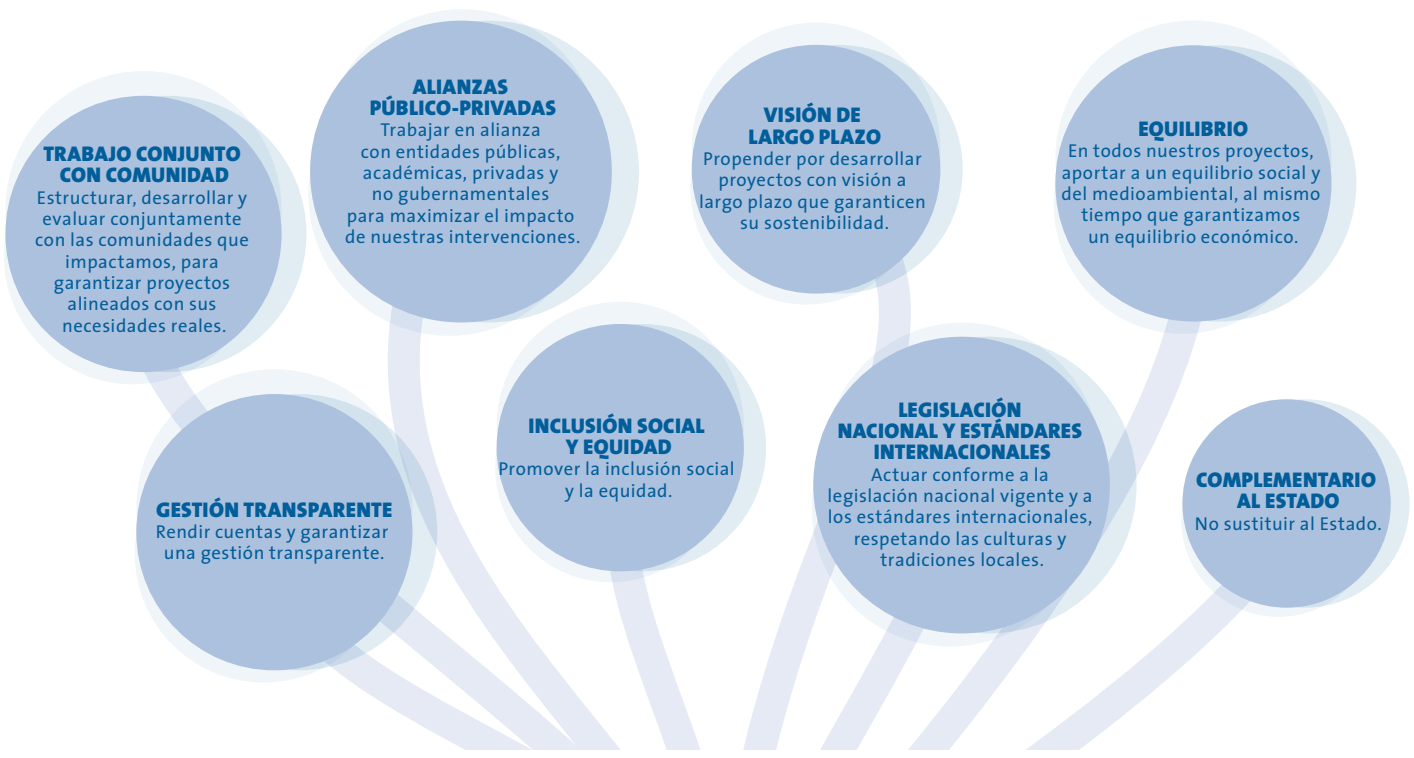 TRABAJO CONJUNTO
CON COMUNIDAD
Estructurar, desarrollar y
evaluar conjuntamente
con las comunidades que
impactamos, para
garantizar proyectos
alineados con sus
necesidades reales.
ALIANZAS
PÚBLICO-PRIVADAS
Trabajar en alianza
con entidades públicas,
académicas, privadas y
no gubernamentales
para maximizar el impacto
de nuestras intervenciones.
VISIÓN DE
LARGO PLAZO
Propender por desarrollar
proyectos con visión a
largo plazo que garanticen
su sostenibilidad.
EQUILIBRIO
En todos nuestros proyectos,
aportar a un equilibrio social y
del medioambiental, al mismo
tiempo que garantizamos
un equilibrio económico.
GESTIÓN TRANSPARENTE
Rendir cuentas y garantizar
una gestión transparente.
INCLUSIÓN SOCIAL
Y EQUIDAD
Promover la inclusión social
y la equidad.
LEGISLACIÓN
NACIONAL Y ESTÁNDARES
INTERNACIONALES
Actuar conforme a la
legislación nacional vigente y a
los estándares internacionales,
respetando las culturas y
tradiciones locales.
COMPLEMENTARIO
AL ESTADO
No sustituir al Estado.